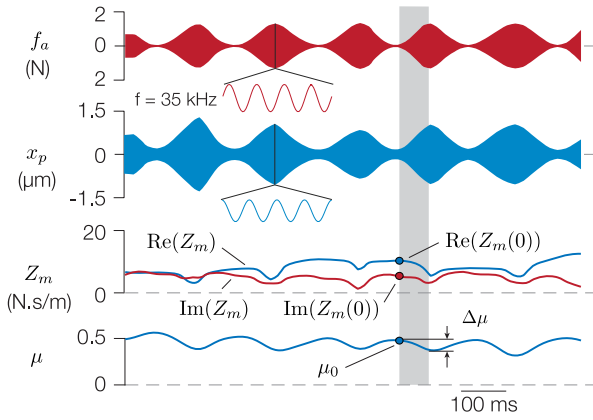 2
f_a
0
(N)
2
f = 35 kHz
1.5
x_p
0
(µm)
-1.5
20
Re(Z_m)
Re(Z_m(0))
Z_m
(N.s/m)
Im(Z_m)
Im(Z_m(0))
0
0.5
Δμ
μ
μ_0
0
100 ms